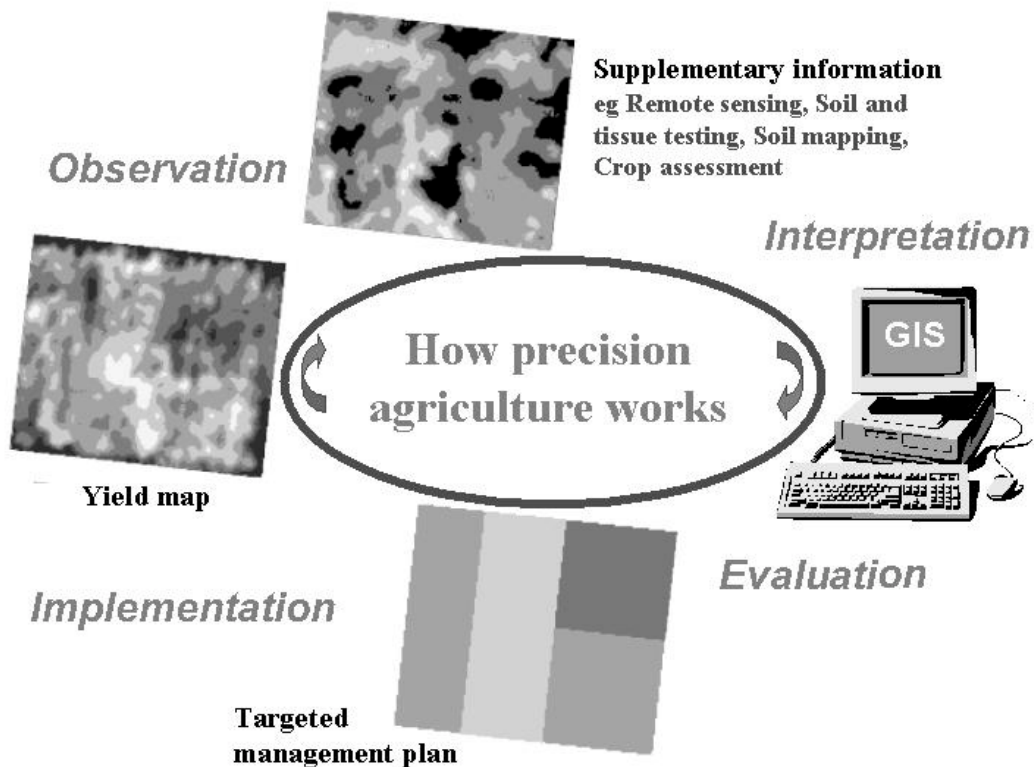 Supplementary information
eg Remote sensing, Soil and
tissue testing, Soil mapping,
Crop assessment
Observation
Interpretation
GIS
How precision
agriculture works
Yield map
Evaluation
Implementation
Targeted
management plan